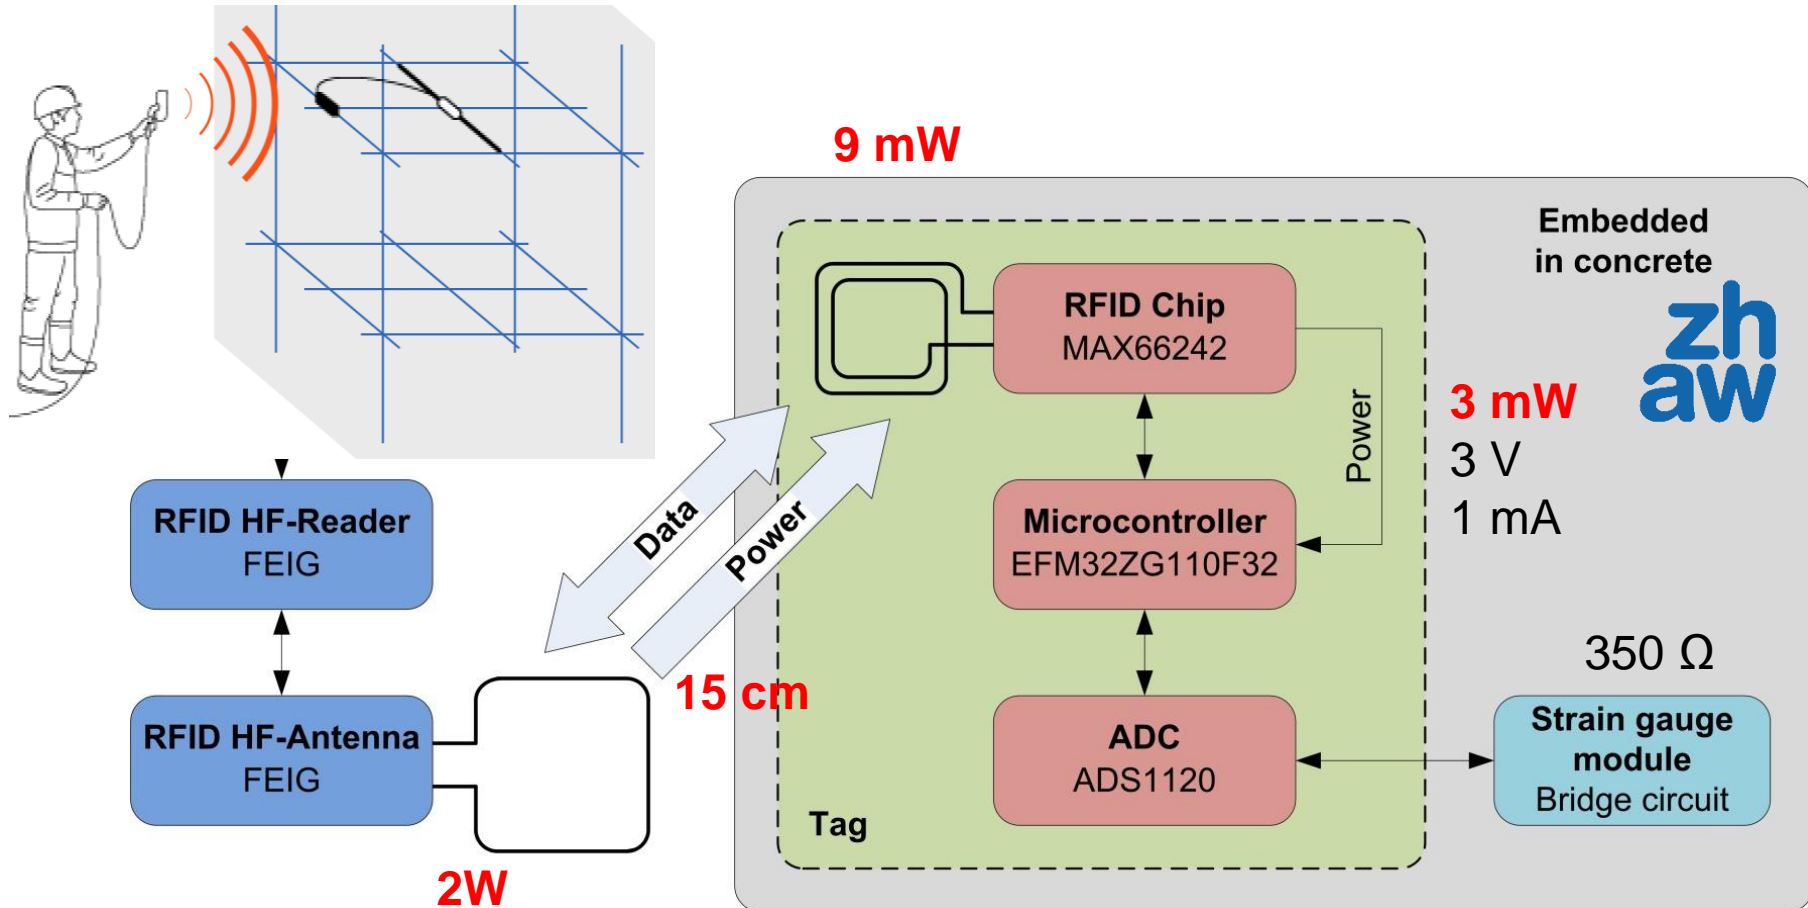 9 mW
Embedded
in concrete
zh
aw
RFID Chip
MAX66242
Power
3 mW
3 V
1 mA
RFID HF-Reader
FEIG
Data
Power
Microcontroller
EFM32ZG110F32
15 cm
350 Ω
RFID HF-Antenna
FEIG
ADC
ADS1120
Strain gauge
module
Bridge circuit
Tag
2W